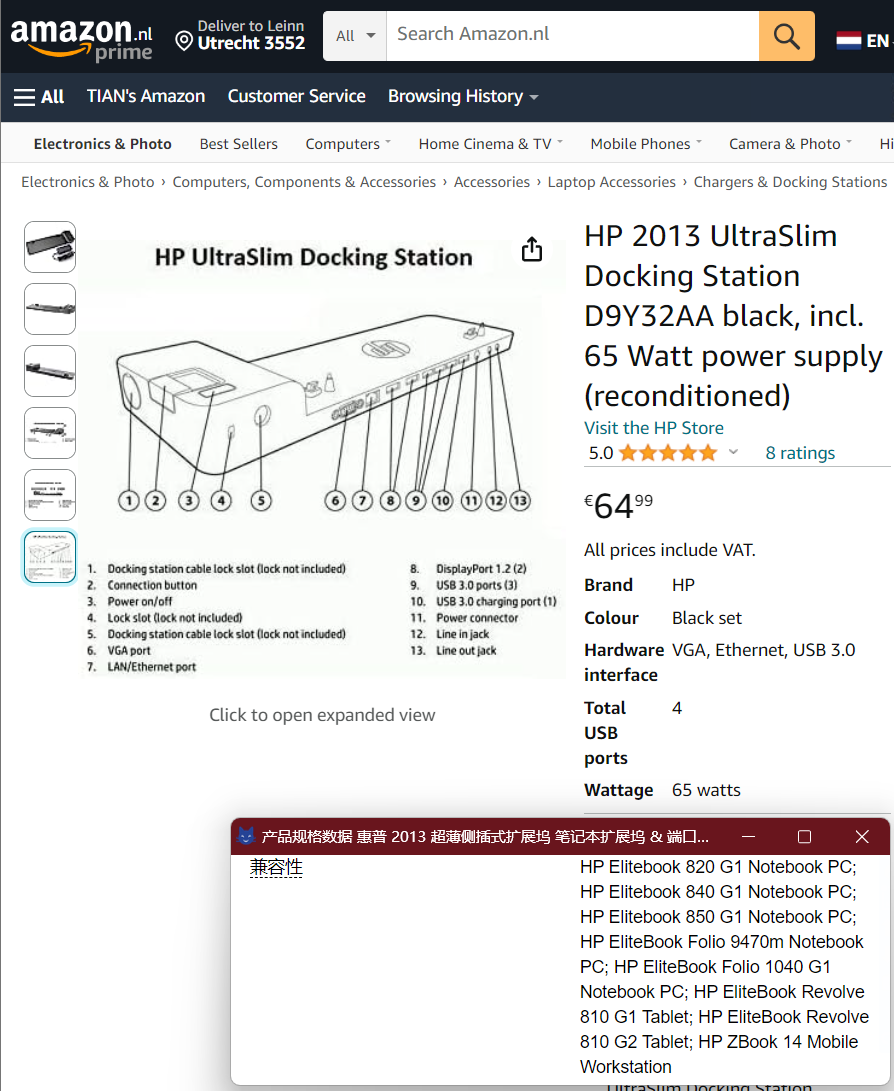 amazon.nl
prime
Deliver to Leinn
Utrecht 3552
All
Search Amazon.nl
EN
All
TIAN's Amazon
Customer Service
Browsing History
Electronics & Photo
Best Sellers
Computers
Home Cinema & TV
Mobile Phones
Camera & Photo
Hi
Electronics & Photo › Computers, Components & Accessories › Accessories › Laptop Accessories › Chargers & Docking Stations
HP UltraSlim Docking Station
hp
1 2 3 4 5 6 7 8 9 10 11 12 13
1. Docking station cable lock slot (lock not included)
2. Connection button
3. Power on/off
4. Lock slot (lock not included)
5. Docking station cable lock slot (lock not included)
6. VGA port
7. LAN/Ethernet port
8. DisplayPort 1.2 (2)
9. USB 3.0 ports (3)
10. USB 3.0 charging port (1)
11. Power connector
12. Line in jack
13. Line out jack
Click to open expanded view
HP 2013 UltraSlim
Docking Station
D9Y32AA black, incl.
65 Watt power supply
(reconditioned)
Visit the HP Store
5.0
8 ratings
€64 99
All prices include VAT.
Brand HP
Colour Black set
Hardware VGA, Ethernet, USB 3.0
interface
Total 4
USB
ports
Wattage 65 watts
产品规格数据 惠普 2013 超薄侧插式扩展坞 笔记本扩展坞 & 端口...
兼容性
HP Elitebook 820 G1 Notebook PC;
HP Elitebook 840 G1 Notebook PC;
HP Elitebook 850 G1 Notebook PC;
HP EliteBook Folio 9470m Notebook
PC; HP EliteBook Folio 1040 G1
Notebook PC; HP EliteBook Revolve
810 G1 Tablet; HP EliteBook Revolve
810 G2 Tablet; HP ZBook 14 Mobile
Workstation
UltraSlim Docking Station